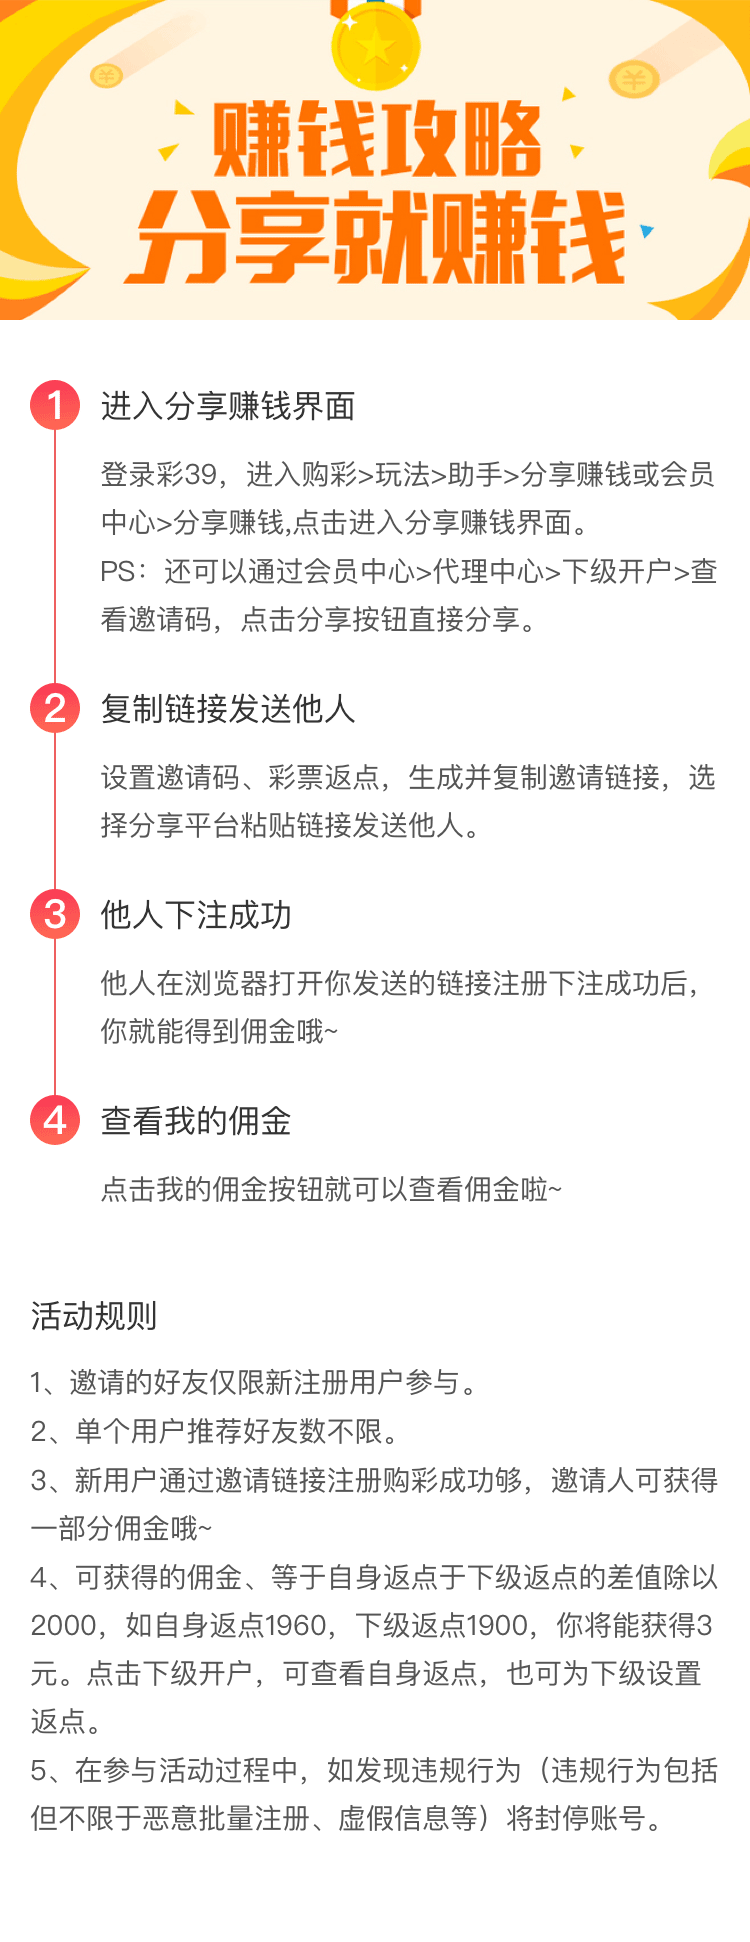 赚钱攻略
分享就赚钱
1 进入分享赚钱界面
登录彩39，进入购彩>玩法>助手>分享赚钱或会员
中心>分享赚钱,点击进入分享赚钱界面。
PS：还可以通过会员中心>代理中心>下级开户>查
看邀请码，点击分享按钮直接分享。
2 复制链接发送他人
设置邀请码、彩票返点，生成并复制邀请链接，选
择分享平台粘贴链接发送他人。
3 他人下注成功
他人在浏览器打开你发送的链接注册下注成功后，
你就能得到佣金哦~
4 查看我的佣金
点击我的佣金按钮就可以查看佣金啦~
活动规则
1、邀请的好友仅限新注册用户参与。
2、单个用户推荐好友数不限。
3、新用户通过邀请链接注册购彩成功够，邀请人可获得
一部分佣金哦~
4、可获得的佣金、等于自身返点于下级返点的差值除以
2000，如自身返点1960，下级返点1900，你将能获得3
元。点击下级开户，可查看自身返点，也可为下级设置
返点。
5、在参与活动过程中，如发现违规行为（违规行为包括
但不限于恶意批量注册、虚假信息等）将封停账号。